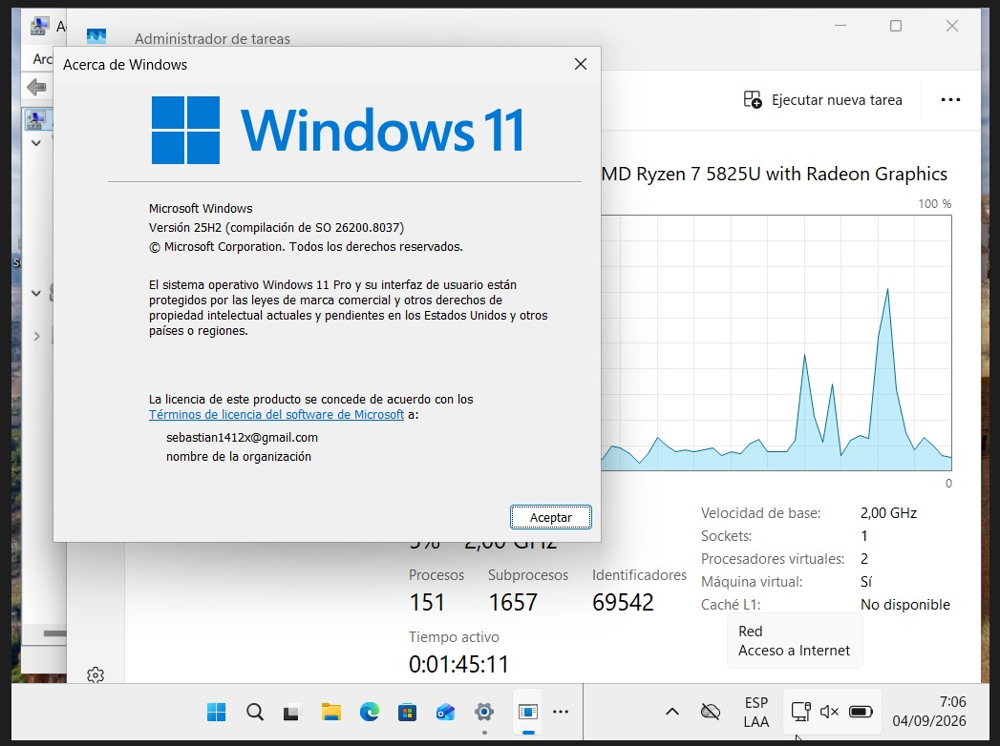 A
Administrador de tareas
Arc
Acerca de Windows
Windows 11
Ejecutar nueva tarea
Microsoft Windows
Versión 25H2 (compilación de SO 26200.8037)
© Microsoft Corporation. Todos los derechos reservados.
El sistema operativo Windows 11 Pro y su interfaz de usuario están
protegidos por las leyes de marca comercial y otros derechos de
propiedad intelectual actuales y pendientes en los Estados Unidos y otros
países o regiones.
La licencia de este producto se concede de acuerdo con los
Términos de licencia del software de Microsoft a:
sebastian1412x@gmail.com
nombre de la organización
Aceptar
MD Ryzen 7 5825U with Radeon Graphics
100 %
0
5% 2,00 GHz
Procesos Subprocesos Identificadores
151 1657 69542
Tiempo activo
0:01:45:11
Velocidad de base: 2,00 GHz
Sockets: 1
Procesadores virtuales: 2
Máquina virtual: Sí
Caché L1: No disponible
Red
Acceso a Internet
ESP
LAA
7:06
04/09/2026